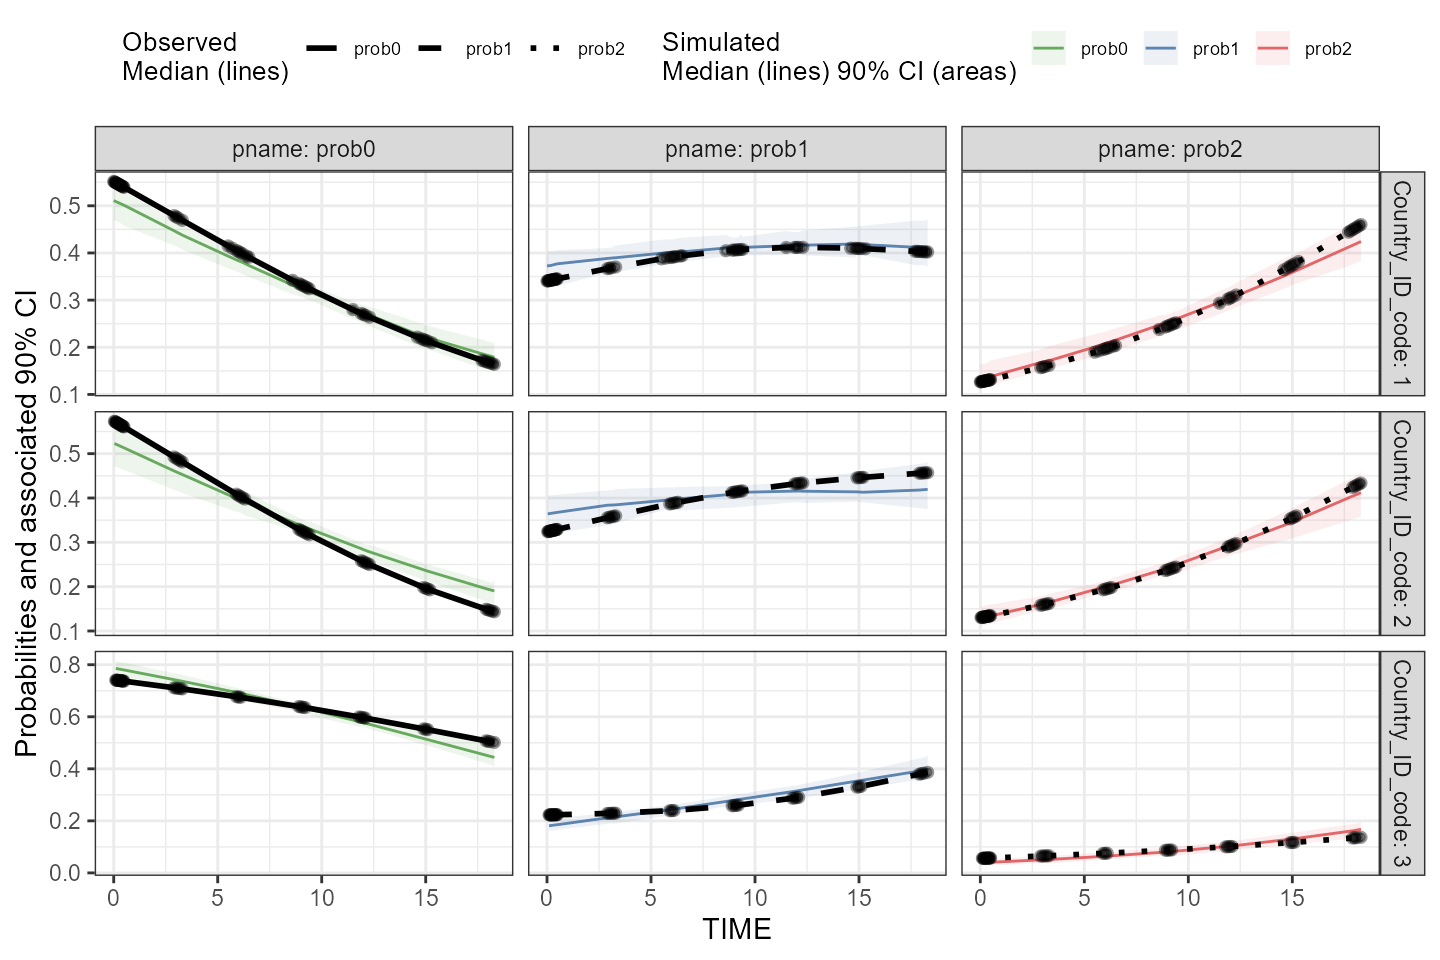 Observed
Median (lines)
prob0 prob1 prob2
Simulated
Median (lines) 90% CI (areas)
prob0 prob1 prob2
pname: prob0
pname: prob1
pname: prob2
Probabilities and associated 90% CI
0.5
0.4
0.3
0.2
0.1
Country_ID_code: 1
0.5
0.4
0.3
0.2
0.1
Country_ID_code: 2
0.8
0.6
0.4
0.2
0.0
Country_ID_code: 3
0 5 10 15
0 5 10 15
0 5 10 15
TIME